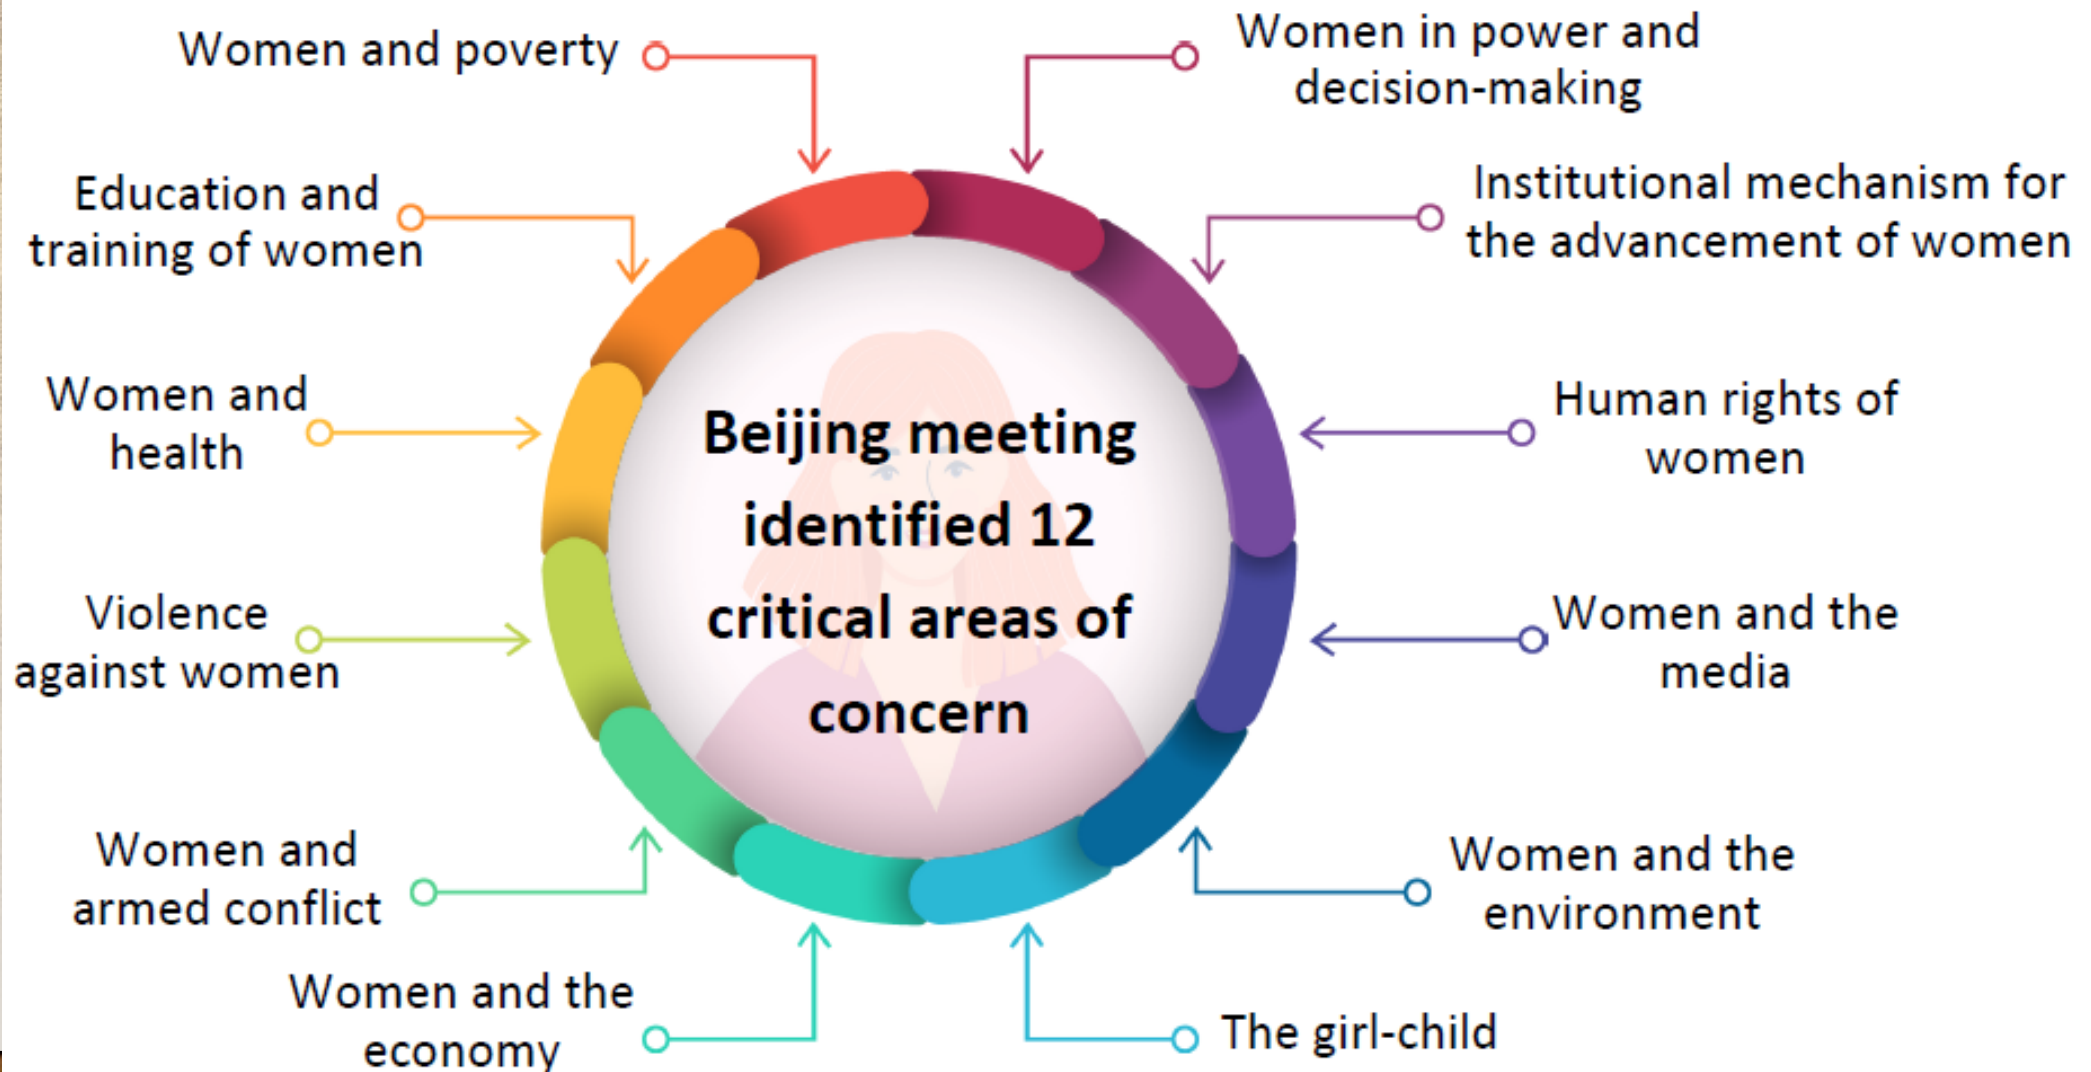 Women and poverty
Women in power and
decision-making
Education and
training of women
Institutional mechanism for
the advancement of women
Women and
health
Human rights of
women
Beijing meeting
identified 12
critical areas of
concern
Violence
against women
Women and the
media
Women and
armed conflict
Women and the
environment
Women and the
economy
The girl-child